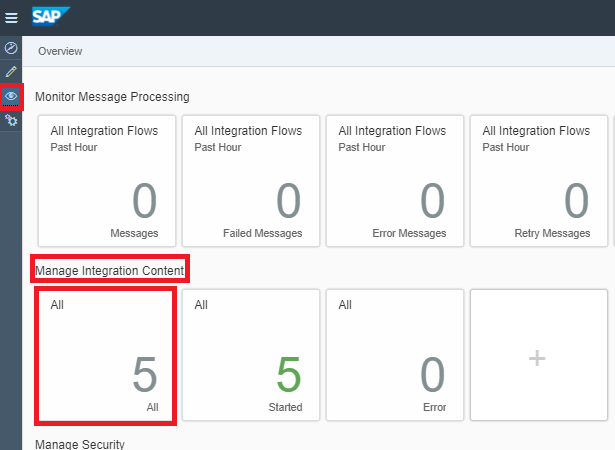 SAP
Overview
Monitor Message Processing
All Integration Flows
Past Hour
0
Messages
All Integration Flows
Past Hour
0
Failed Messages
All Integration Flows
Past Hour
0
Error Messages
All Integration Flows
Past Hour
0
Retry Messages
Manage Integration Content
All
5
All
All
5
Started
All
0
Error
+
Manage Security